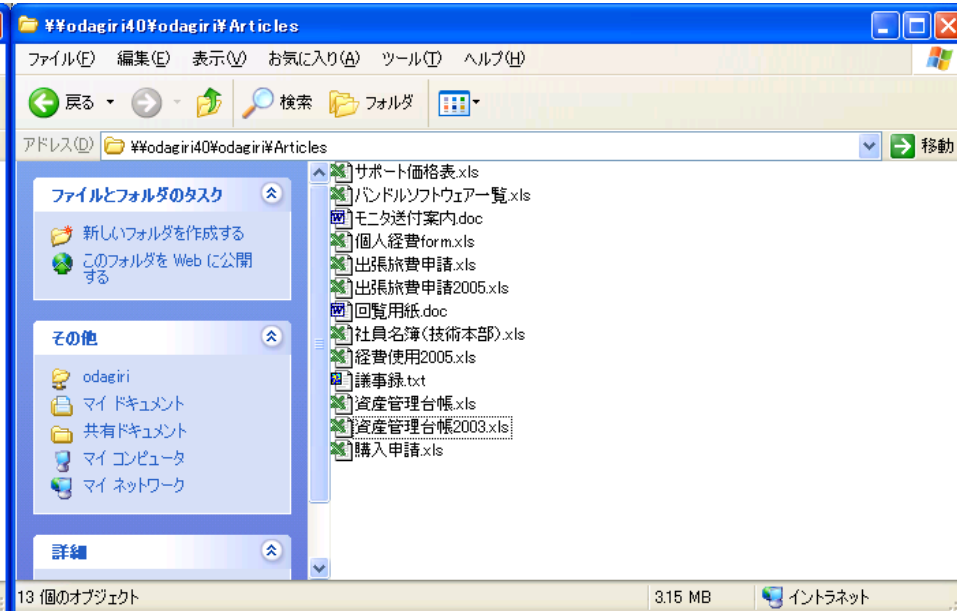 ¥¥odagiri40¥odagiri¥Articles
ファイル(F) 編集(E) 表示(V) お気に入り(A) ツール(T) ヘルプ(H)
戻る 検索 フォルダ
アドレス(D) ¥¥odagiri40¥odagiri¥Articles 移動
ファイルとフォルダのタスク
新しいフォルダを作成する
このフォルダを Web に公開
する
その他
odagiri
マイ ドキュメント
共有ドキュメント
マイ コンピュータ
マイ ネットワーク
詳細
サポート価格表.xls
バンドルソフトウェアー覧.xls
モニタ送付案内.doc
個人経費form.xls
出張旅費申請.xls
出張旅費申請2005.xls
回覧用紙.doc
社員名簿(技術本部).xls
経費使用2005.xls
議事録.txt
資産管理台帳.xls
資産管理台帳2003.xls
購入申請.xls
13 個のオブジェクト 3.15 MB イントラネット